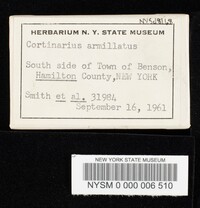 HERBARIUM N. Y. STATE MUSEUM
Cortinarius armillatus
South side of Town of Benson,
Hamilton County,NEW YORK
Smith et al. 31984
September 16, 1961
NEW YORK STATE MUSEUM
NYSM 0 000 006 510